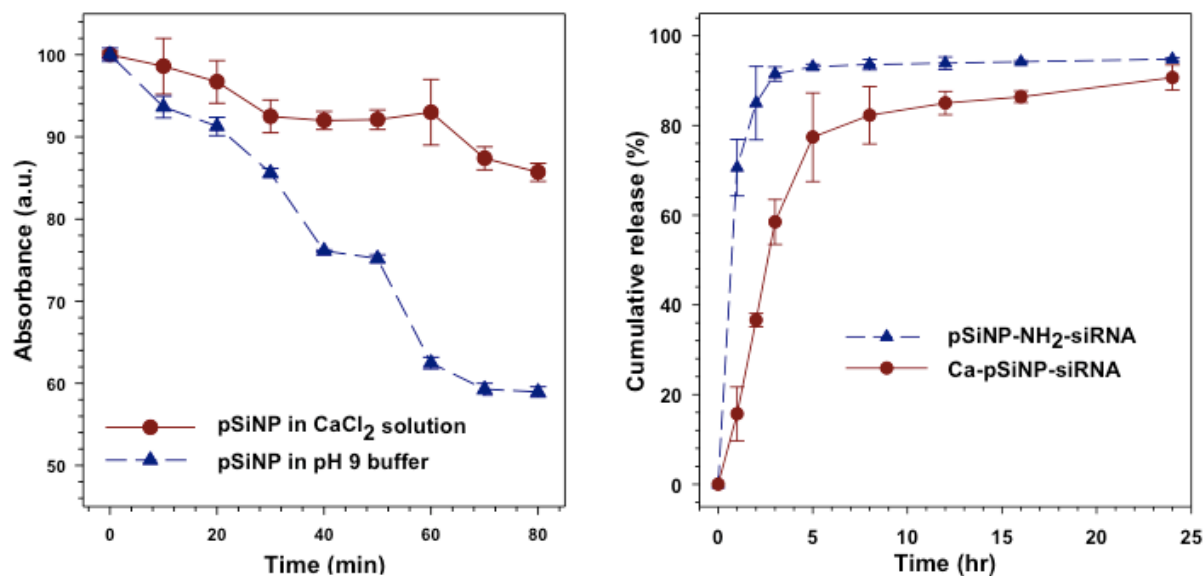 Absorbance (a.u.)
100
90
80
70
60
50
0
20
40
60
80
Time (min)
pSiNP in CaCl₂ solution
pSiNP in pH 9 buffer
Cumulative release (%)
100
80
60
40
20
0
0
5
10
15
20
25
Time (hr)
pSiNP-NH₂-siRNA
Ca-pSiNP-siRNA